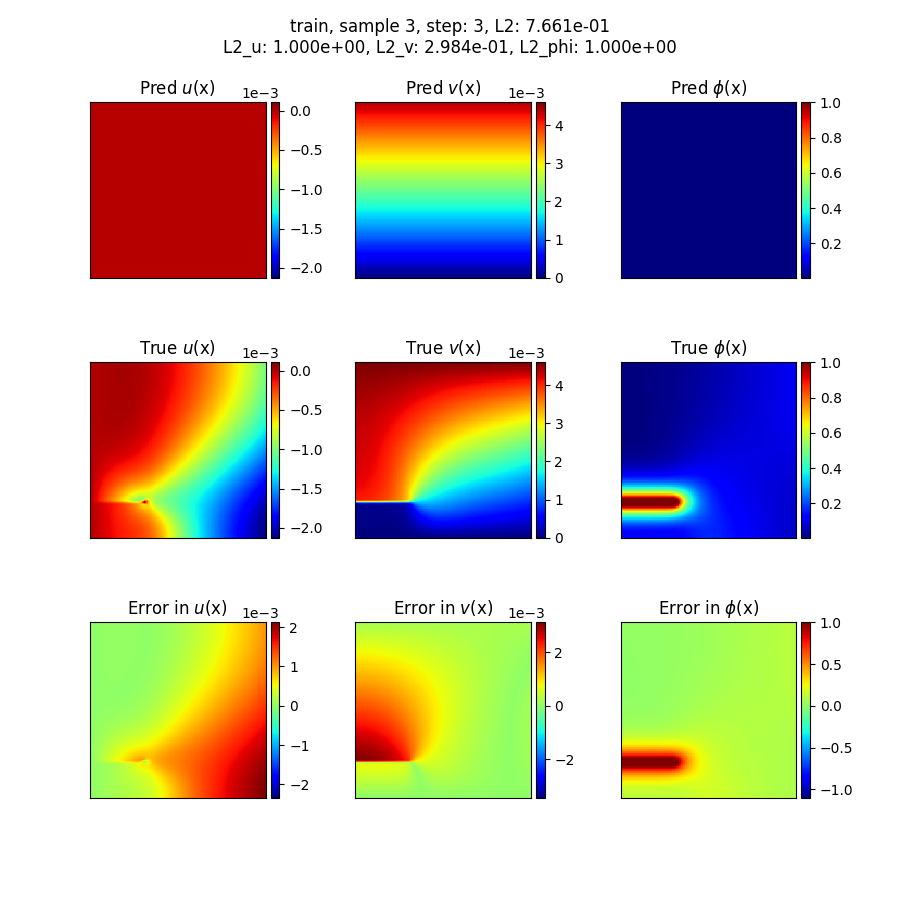 train, sample 3, step: 3, L2: 7.661e-01
L2_u: 1.000e+00, L2_v: 2.984e-01, L2_phi: 1.000e+00
Pred u(x)
1e−3
0.0
−0.5
−1.0
−1.5
−2.0
Pred v(x)
1e−3
4
3
2
1
0
Pred ϕ(x)
1.0
0.8
0.6
0.4
0.2
True u(x)
1e−3
0.0
−0.5
−1.0
−1.5
−2.0
True v(x)
1e−3
4
3
2
1
0
True ϕ(x)
1.0
0.8
0.6
0.4
0.2
Error in u(x)
1e−3
2
1
0
−1
−2
Error in v(x)
1e−3
2
0
−2
Error in ϕ(x)
1.0
0.5
0.0
−0.5
−1.0